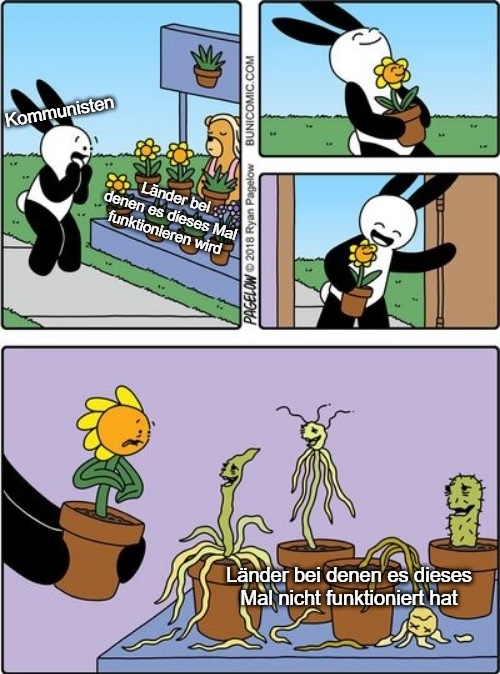 Kommunisten
Länder bei
denen es dieses Mal
funktionieren wird
PAGELOW © 2018 Ryan Pagelow BUNICOMIC.COM
Länder bei denen es dieses
Mal nicht funktioniert hat